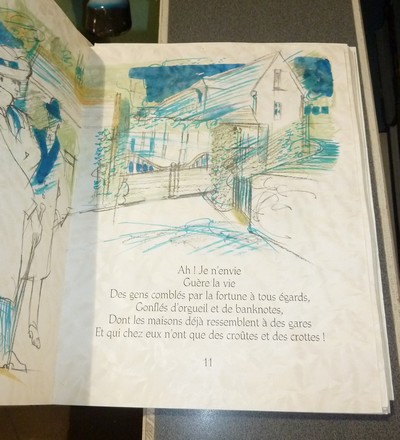 Ah ! Je n'envie
Guère la vie
Des gens comblés par la fortune à tous égards,
Gonflés d'orgueil et de banknotes,
Dont les maisons déjà ressemblent à des gares
Et qui chez eux n'ont que des croûtes et des crottes !
11